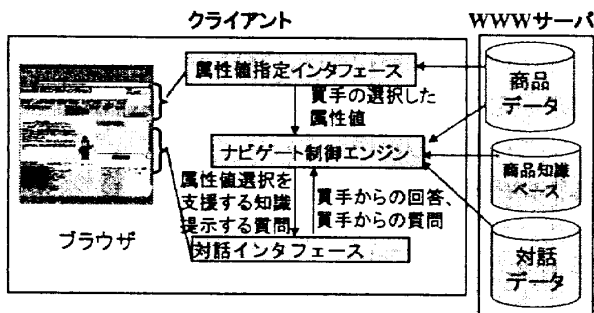 クライアント
WWWサーバ
属性値指定インタフェース
買手の選択した
属性値
ナビゲート制御エンジン
属性値選択を
支援する知識
提示する質問
買手からの回答、
買手からの質問
対話インタフェース
ブラウザ
商品
データ
商品知識
ベース
対話
データ